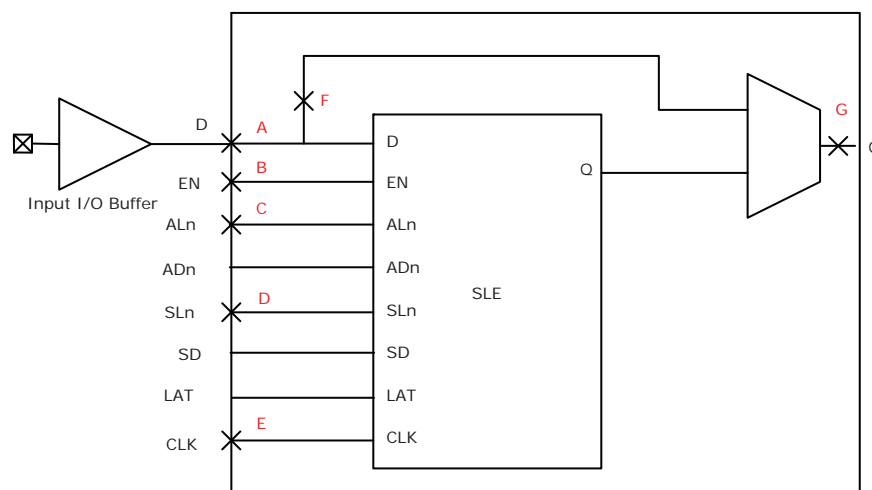 F
G
D
A
D
Q
B
EN
EN
Input I/O Buffer
C
ALn
ALn
ADn
ADn
SLE
D
SLn
SLn
SD
SD
LAT
LAT
E
CLK
CLK